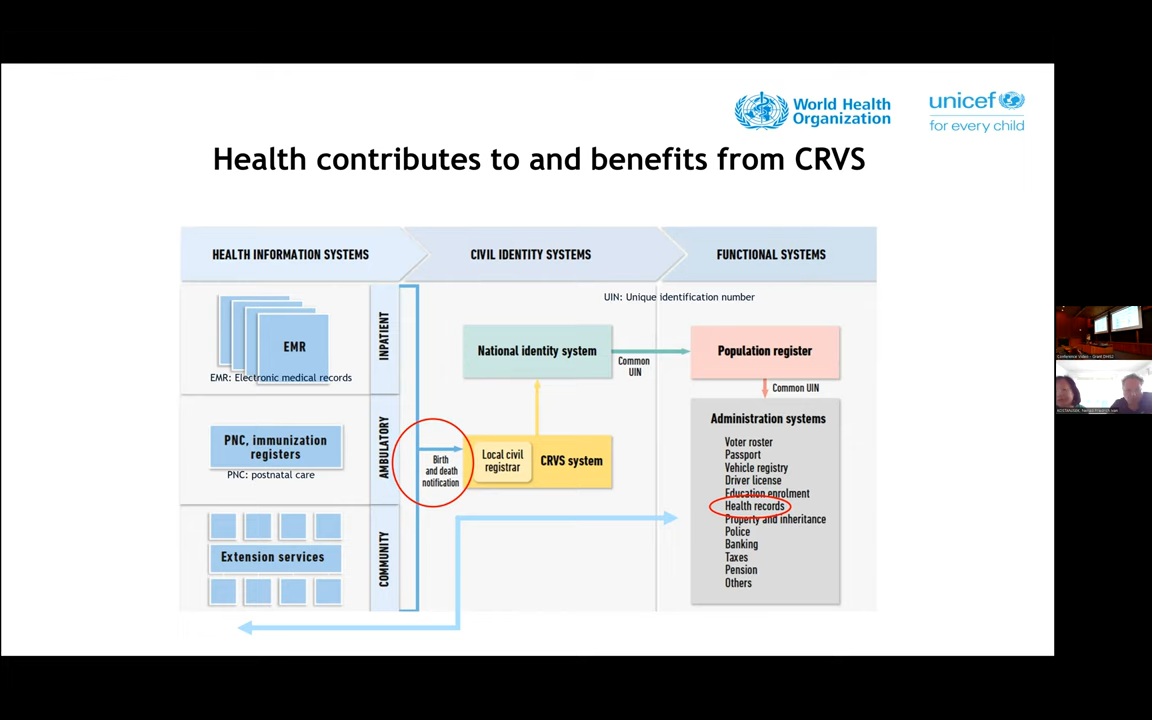 World Health
Organization
unicef
for every child
Health contributes to and benefits from CRVS
HEALTH INFORMATION SYSTEMS
CIVIL IDENTITY SYSTEMS
FUNCTIONAL SYSTEMS
UIN: Unique identification number
EMR
EMR: Electronic medical records
INPATIENT
National identity system
Common
UIN
Population register
Common UIN
PNC, immunization
registers
PNC: postnatal care
AMBULATORY
Birth
and death
notification
Local civil
registrar
CRVS system
Administration systems
Voter roster
Passport
Vehicle registry
Driver license
Education enrolment
Health records
Property and inheritance
Police
Banking
Taxes
Pension
Others
Extension services
COMMUNITY